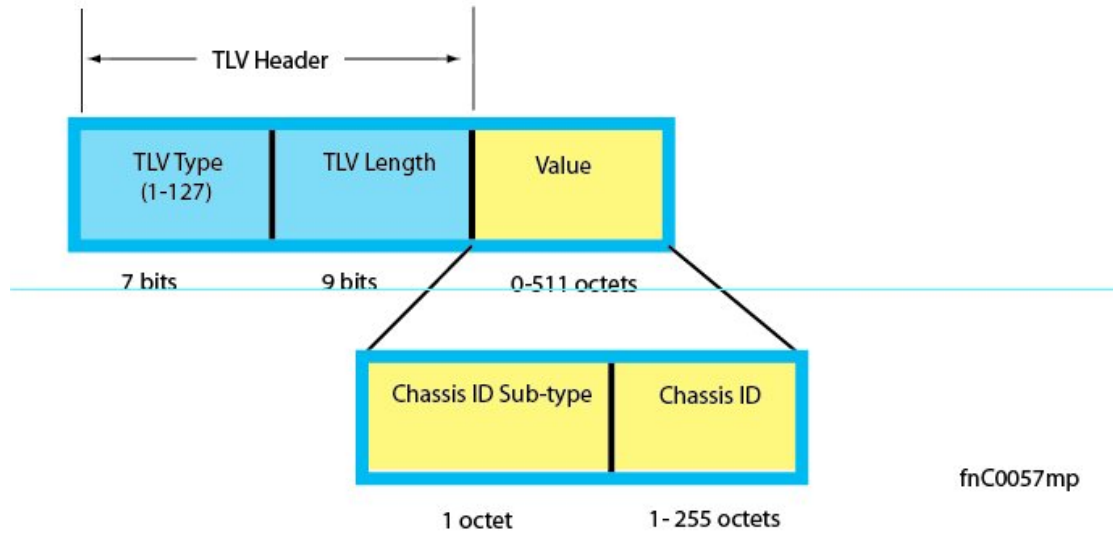 TLV Header
TLV Type
(1-127)
TLV Length
Value
7 bits
9 bits
0-511 octets
Chassis ID Sub-type
Chassis ID
fnC0057mp
1 octet
1- 255 octets